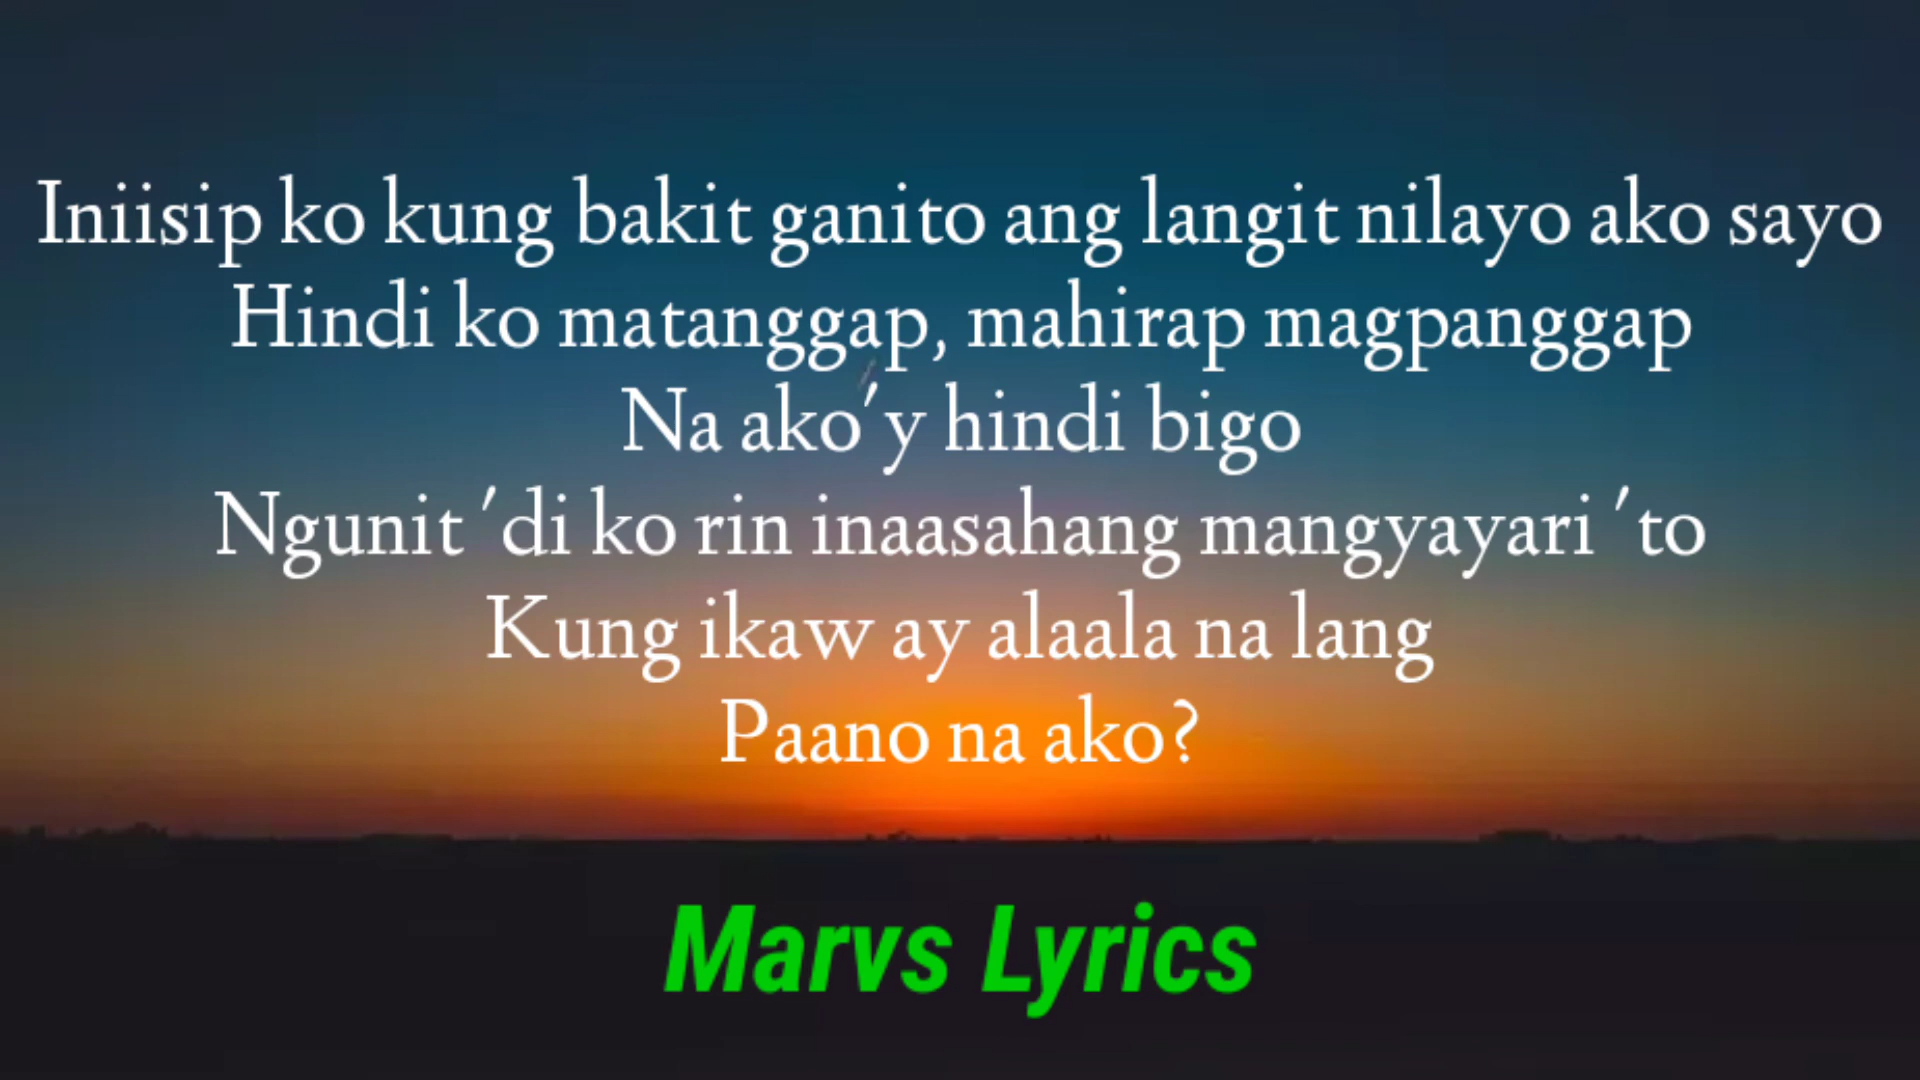 Iniisip ko kung bakit ganito ang langit nilayo ako sayo
Hindi ko matanggap, mahirap magpanggap
Na ako'y hindi bigo
Ngunit 'di ko rin inaasahang mangyayari 'to
Kung ikaw ay alaala na lang
Paano na ako?
Marvs Lyrics